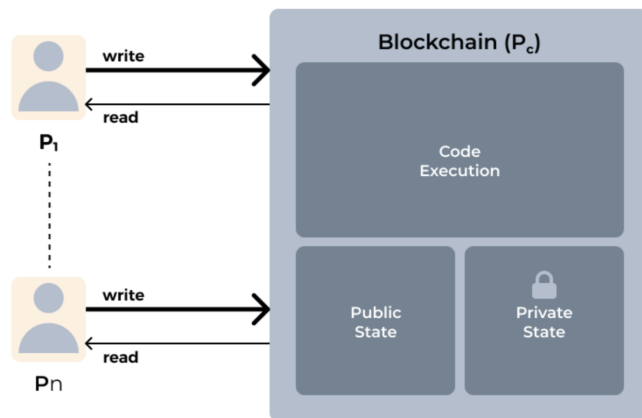 Blockchain (Pc)
write
read
P₁
Code
Execution
write
read
Pn
Public
State
Private
State